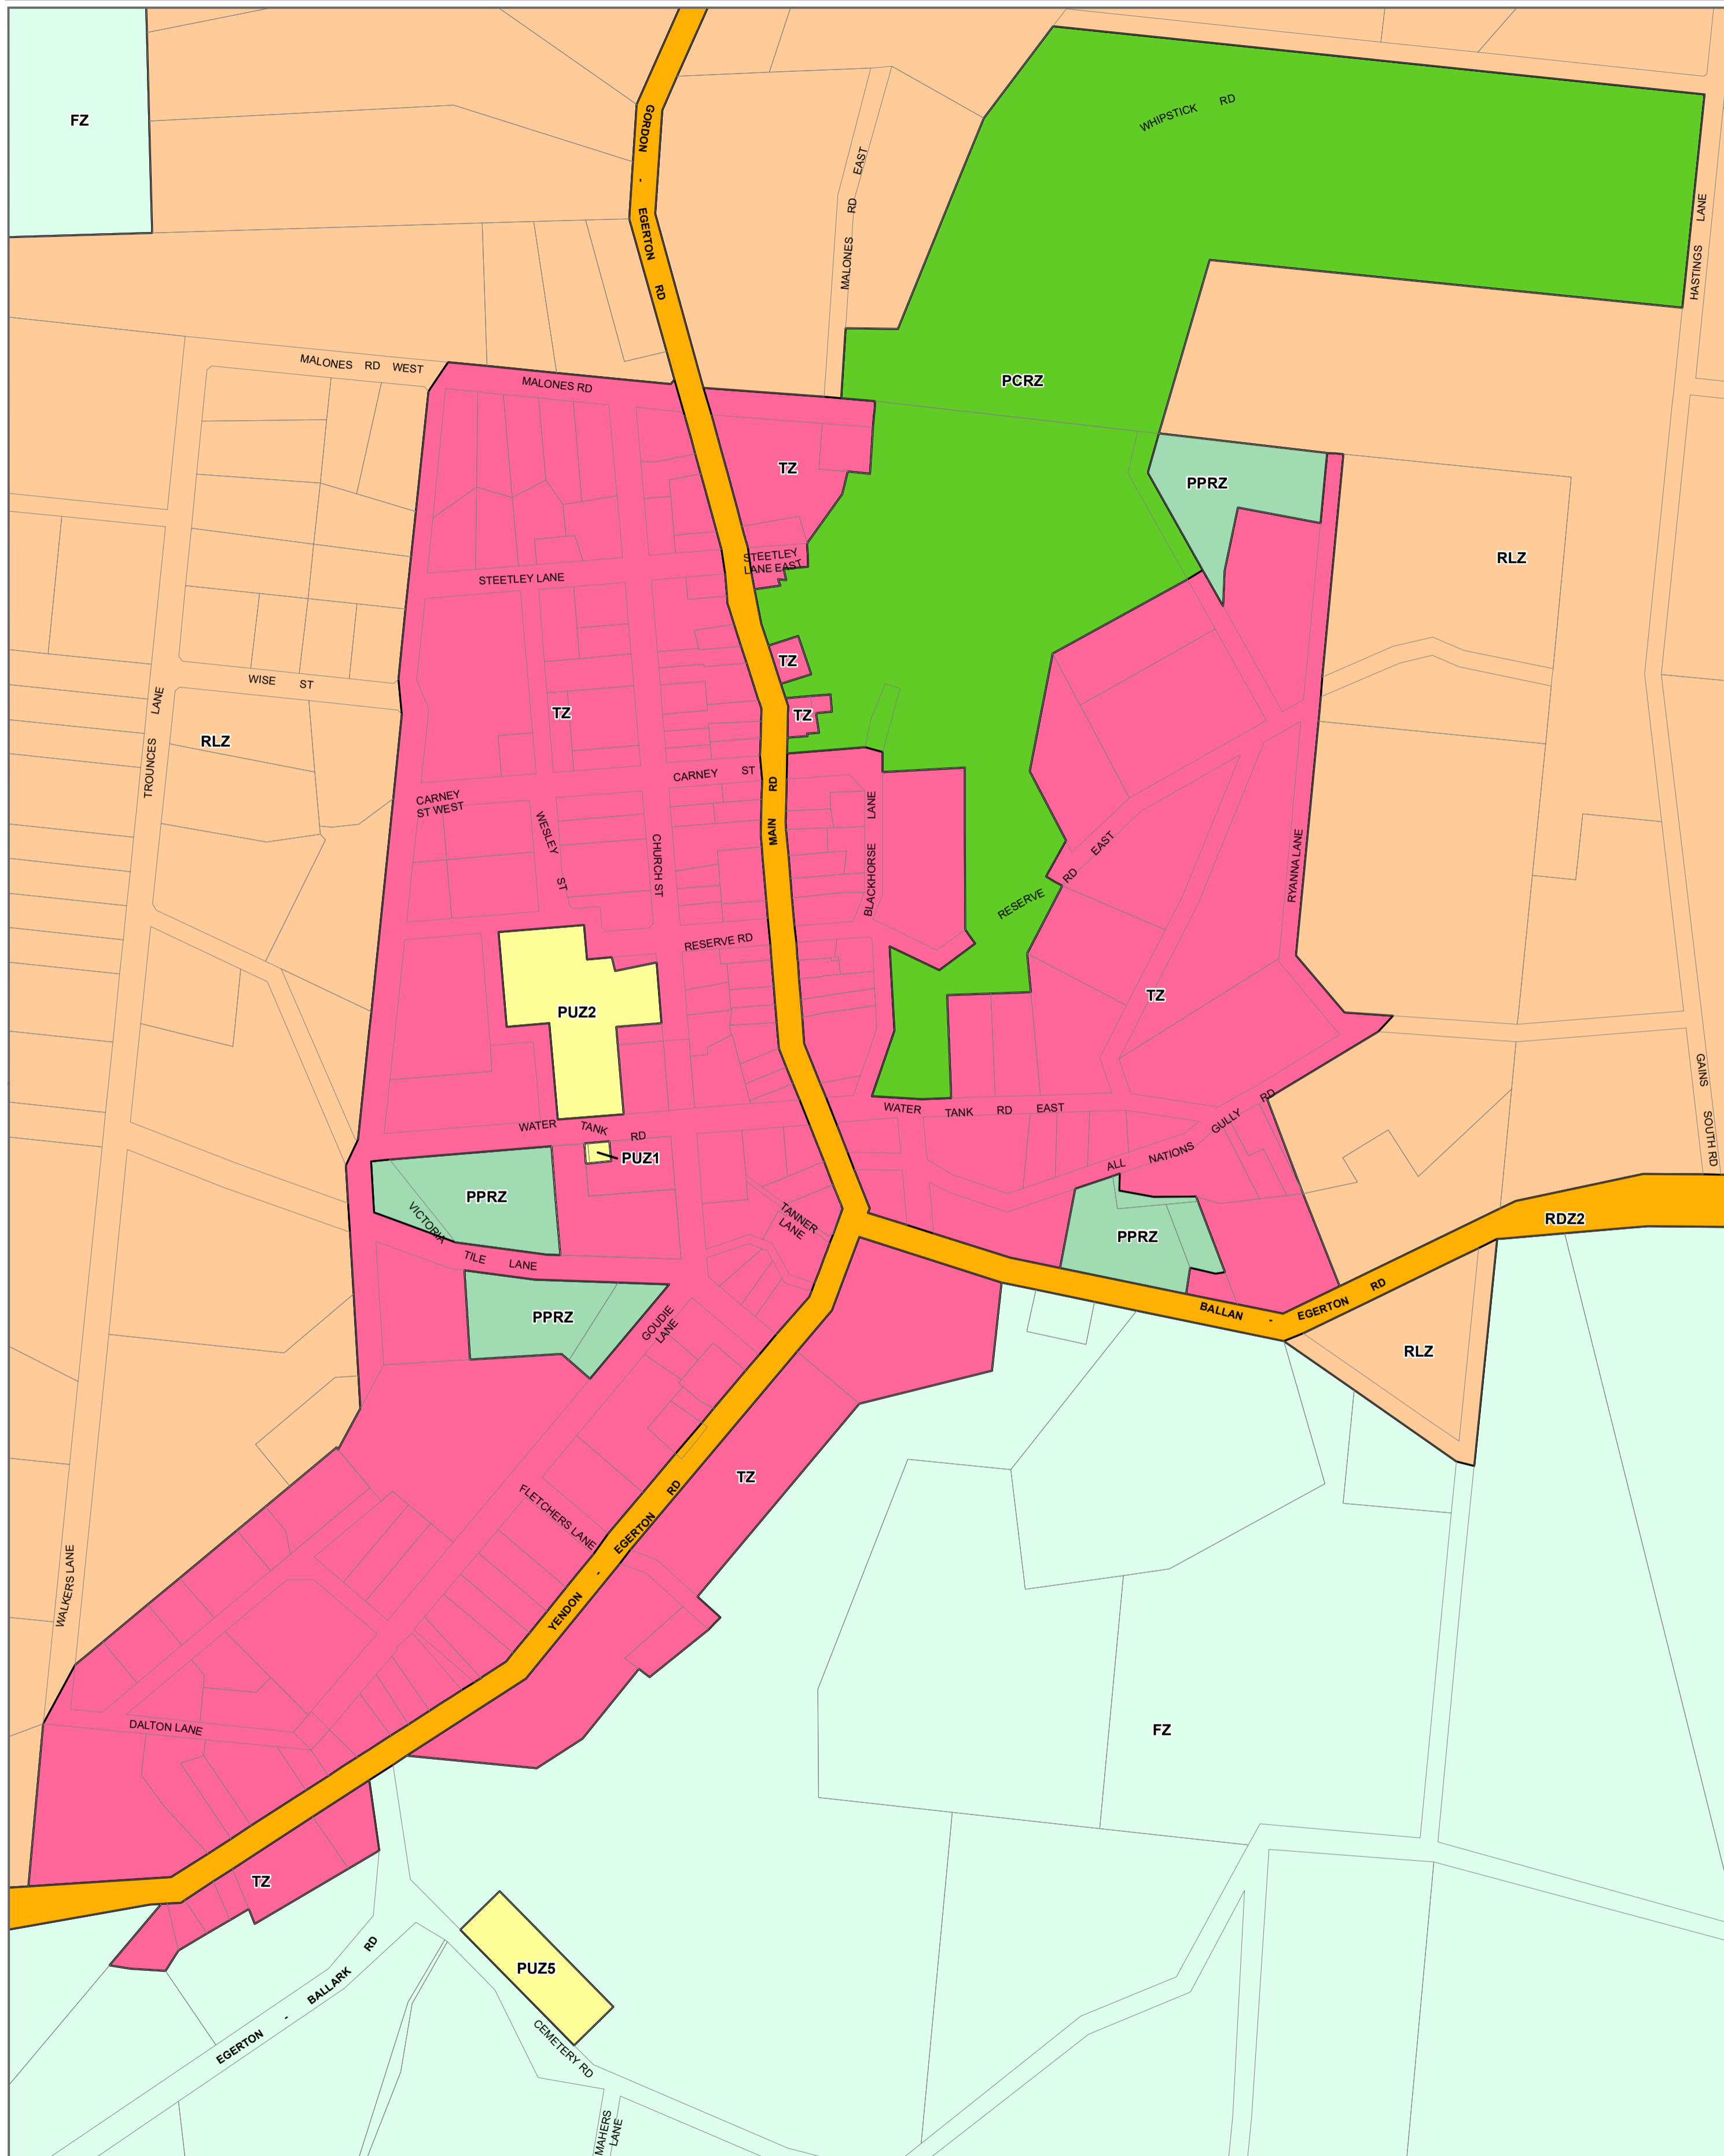 FZ
GORDON - EGERTON RD
WHIPSTICK RD
MALONES RD EAST
HASTINGS LANE
MALONES RD WEST
MALONES RD
PCRZ
TZ
PPRZ
RLZ
STEETLEY
LANE EAST
STEETLEY LANE
TZ
WISE ST
TZ
TZ
RLZ
TROUNCES LANE
CARNEY ST
CARNEY
ST WEST
MAIN RD
WESLEY ST
CHURCH ST
BLACKHORSE LANE
RESERVE RD EAST
RYANNA LANE
RESERVE RD
TZ
PUZ2
GAINS SOUTH RD
WATER TANK RD EAST
ALL NATIONS GULLY RD
WATER TANK RD
PUZ1
PPRZ
VICTORIA
TILE LANE
TANNER
LANE
PPRZ
RDZ2
BALLAN - EGERTON RD
PPRZ
GOUDIE
LANE
RLZ
TZ
FLETCHERS LANE
YENDON - EGERTON RD
WALKERS LANE
DALTON LANE
FZ
TZ
PUZ5
EGERTON - BALLARK RD
CEMETERY RD
MAHERS
LANE